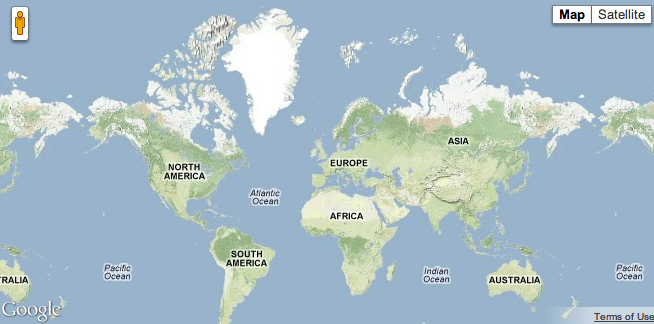 Map
Satellite
ASIA
EUROPE
NORTH
AMERICA
Atlantic
Ocean
AFRICA
SOUTH
AMERICA
Pacific
Ocean
Indian
Ocean
Pacific
Ocean
TRALIA
AUSTRALIA
Google
Terms of Use